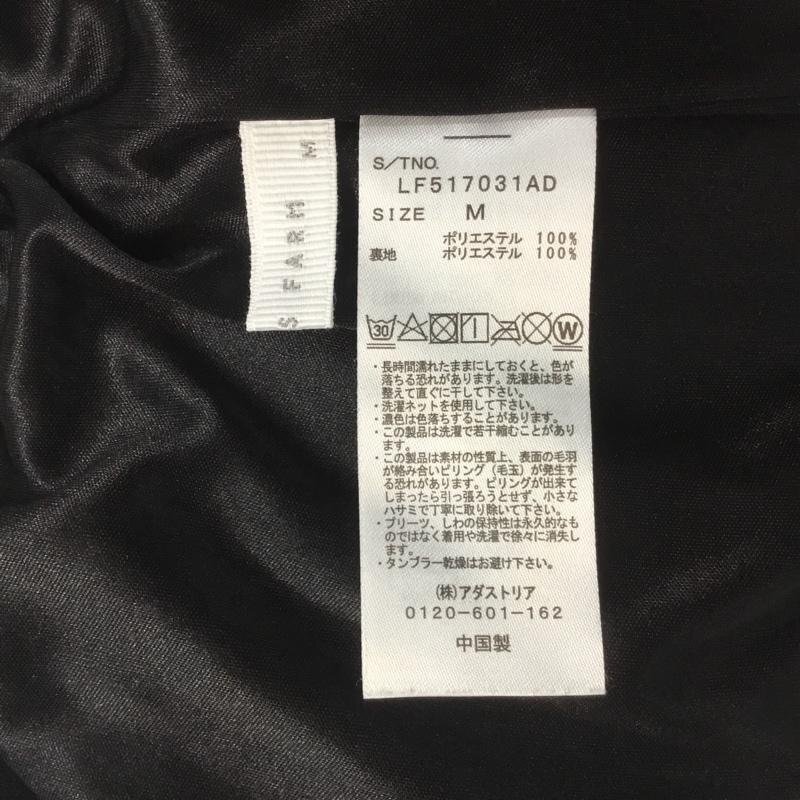 M
S FARM
S/TNO.
LF517031AD
SIZE M
ポリエステル 100%
裏地 ポリエステル 100%
30
W
・長時間濡れたままにしておくと、色が
落ちる恐れがあります。洗濯後は形を
整えて直ぐに干して下さい。
・洗濯ネットを使用して下さい。
・濃色は色落ちすることがあります。
・この製品は洗濯で若干縮むことがあり
ます。
・この製品は素材の性質上、表面の毛羽
が絡み合いピリング（毛玉）が発生す
る恐れがあります。ピリングが出来て
しまったら引っ張ろうとせず、小さな
ハサミで丁寧に取り除いて下さい。
・プリーツ、しわの保持性は永久的なも
のではなく着用や洗濯で徐々に消失し
ます。
・タンブラー乾燥はお避け下さい。
(株)アダストリア
0120-601-162
中国製